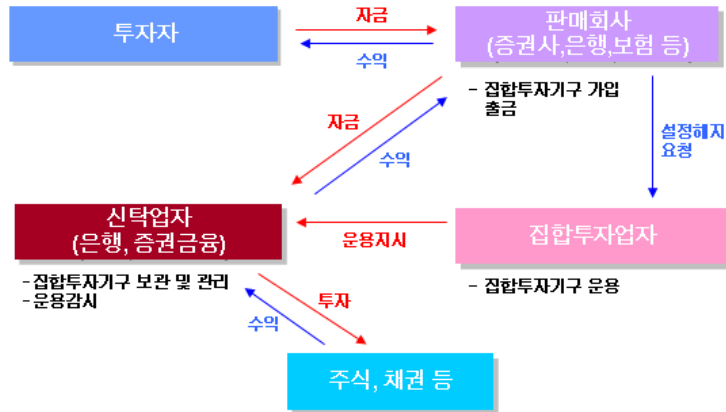 투자자
자금
수익
판매회사
(증권사,은행,보험 등)
- 집합투자기구 가입
출금
자금
수익
설정해지
요청
신탁업자
(은행, 증권금융)
운용지시
집합투자업자
-집합투자기구 보관 및 관리
-운용감시
- 집합투자기구 운용
투자
수익
주식, 채권 등